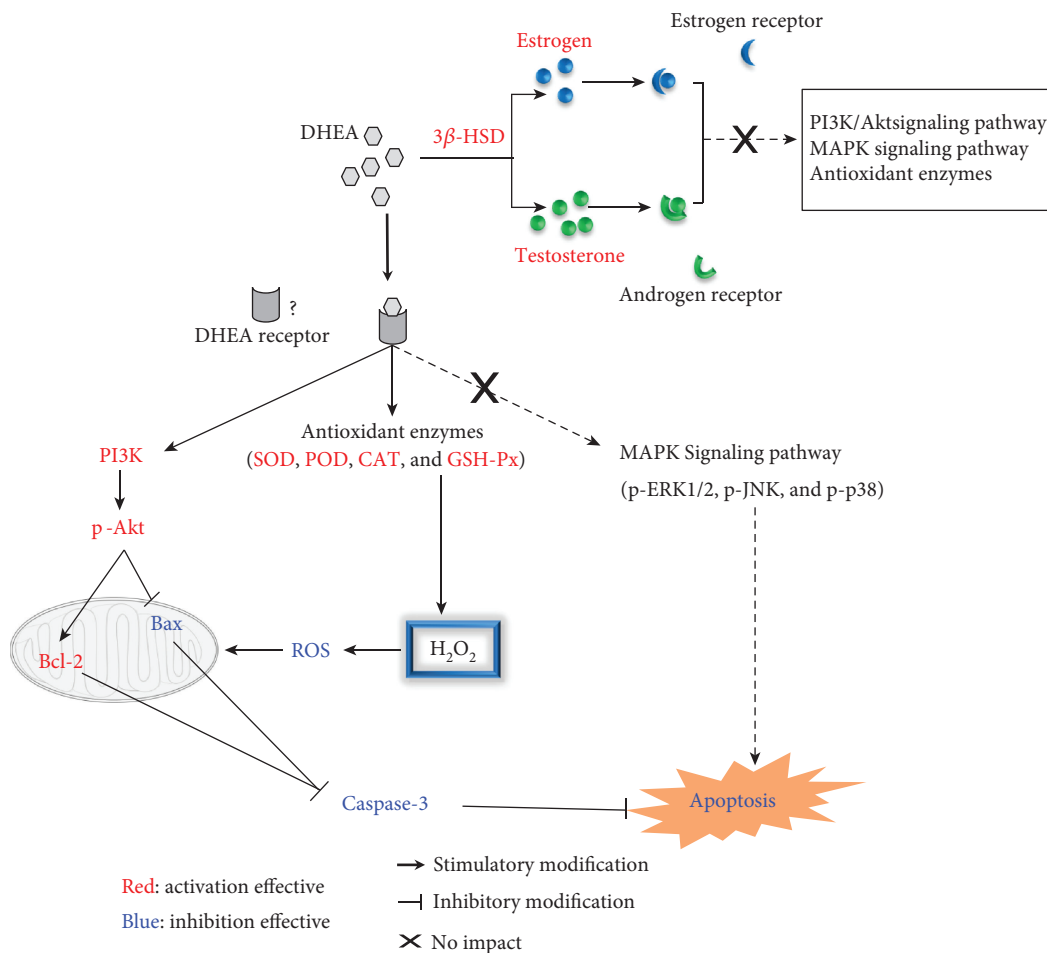 Estrogen receptor
Estrogen
DHEA
3β-HSD
PI3K/Aktsignaling pathway
MAPK signaling pathway
Antioxidant enzymes
Testosterone
Androgen receptor
?
DHEA receptor
Antioxidant enzymes
(SOD, POD, CAT, and GSH-Px)
PI3K
MAPK Signaling pathway
(p-ERK1/2, p-JNK, and p-p38)
p-Akt
Bax
Bcl-2
ROS
H₂O₂
Caspase-3
Apoptosis
Red: activation effective
Blue: inhibition effective
Stimulatory modification
Inhibitory modification
No impact